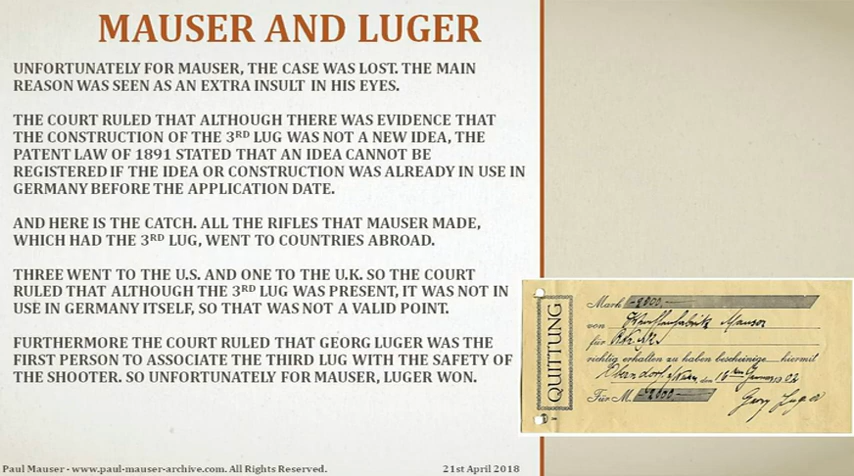 MAUSER AND LUGER
UNFORTUNATELY FOR MAUSER, THE CASE WAS LOST. THE MAIN
REASON WAS SEEN AS AN EXTRA INSULT IN HIS EYES.
THE COURT RULED THAT ALTHOUGH THERE WAS EVIDENCE THAT
THE CONSTRUCTION OF THE 3RD LUG WAS NOT A NEW IDEA, THE
PATENT LAW OF 1891 STATED THAT AN IDEA CANNOT BE
REGISTERED IF THE IDEA OR CONSTRUCTION WAS ALREADY IN USE IN
GERMANY BEFORE THE APPLICATION DATE.
AND HERE IS THE CATCH. ALL THE RIFLES THAT MAUSER MADE,
WHICH HAD THE 3RD LUG, WENT TO COUNTRIES ABROAD.
THREE WENT TO THE U.S. AND ONE TO THE U.K. SO THE COURT
RULED THAT ALTHOUGH THE 3RD LUG WAS PRESENT, IT WAS NOT IN
USE IN GERMANY ITSELF, SO THAT WAS NOT A VALID POINT.
FURTHERMORE THE COURT RULED THAT GEORG LUGER WAS THE
FIRST PERSON TO ASSOCIATE THE THIRD LUG WITH THE SAFETY OF
THE SHOOTER. SO UNFORTUNATELY FOR MAUSER, LUGER WON.
QUITTUNG
Mark
von Waffenfabrik Mauser
für
richtig erhalten zu haben bescheinige hiermit
Oberndorf a/Neckar, den
Für M. -2000.-
Georg Luger
Paul Mauser - www.paul-mauser-archive.com. All Rights Reserved.
21st April 2018